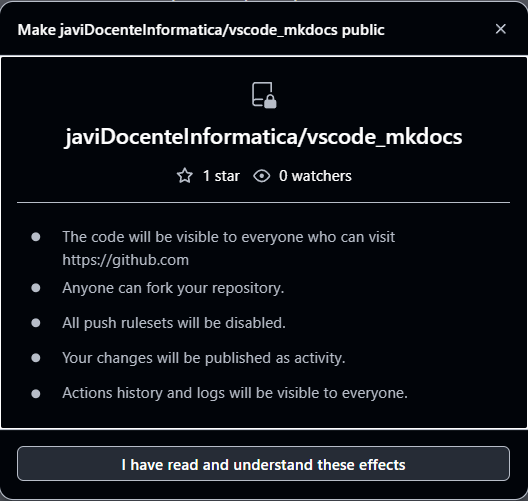 Make javiDocenteInformatica/vscode_mkdocs public
javiDocenteInformatica/vscode_mkdocs
1 star 0 watchers
The code will be visible to everyone who can visit
https://github.com
Anyone can fork your repository.
All push rulesets will be disabled.
Your changes will be published as activity.
Actions history and logs will be visible to everyone.
I have read and understand these effects